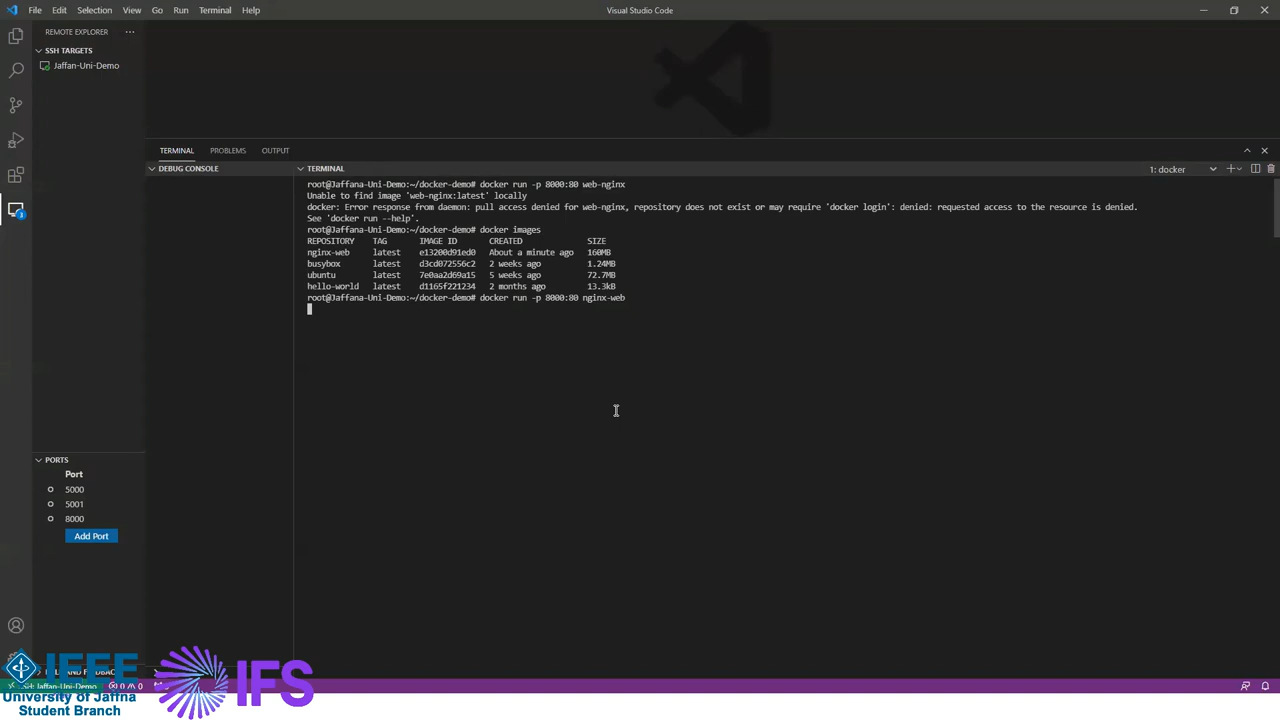 File Edit Selection View Go Run Terminal Help
Visual Studio Code
REMOTE EXPLORER
SSH TARGETS
Jaffan-Uni-Demo
TERMINAL PROBLEMS OUTPUT
DEBUG CONSOLE
TERMINAL
1: docker
root@Jaffana-Uni-Demo:~/docker-demo# docker run -p 8000:80 web-nginx
Unable to find image 'web-nginx:latest' locally
docker: Error response from daemon: pull access denied for web-nginx, repository does not exist or may require 'docker login': denied: requested access to the resource is denied.
See 'docker run --help'.
root@Jaffana-Uni-Demo:~/docker-demo# docker images
REPOSITORY TAG IMAGE ID CREATED SIZE
nginx-web latest e13200d91ed0 About a minute ago 160MB
busybox latest d3cd072556c2 2 weeks ago 1.24MB
ubuntu latest 7e0aa2d69a15 5 weeks ago 72.7MB
hello-world latest d1165f221234 2 months ago 13.3kB
root@Jaffana-Uni-Demo:~/docker-demo# docker run -p 8000:80 nginx-web
PORTS
Port
5000
5001
8000
Add Port
3
SSH: Jaffan-Uni-Demo
0 0
IEEE
University of Jaffna
Student Branch
IFS